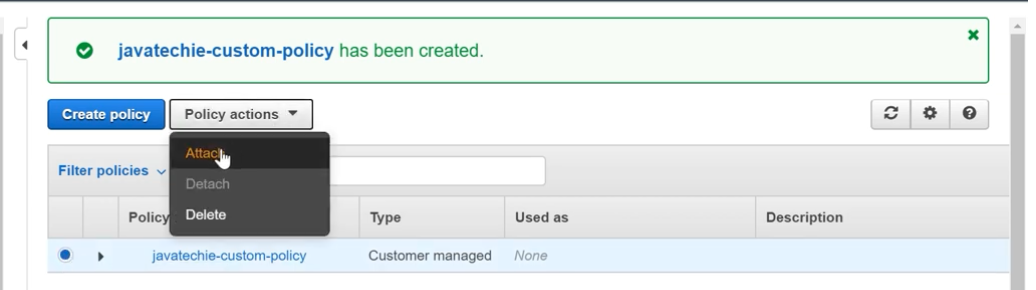 javatechie-custom-policy has been created.
Create policy Policy actions
Attach
Filter policies
Detach
Delete
Policy Type Used as Description
javatechie-custom-policy Customer managed None